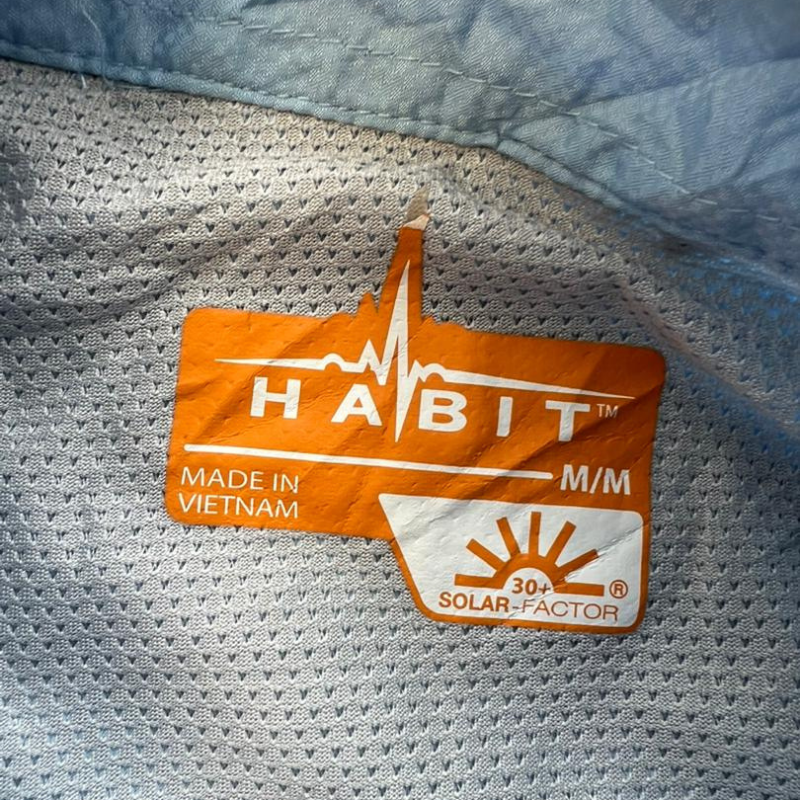 HABIT™
M/M
MADE IN
VIETNAM
30+
SOLAR-FACTOR®